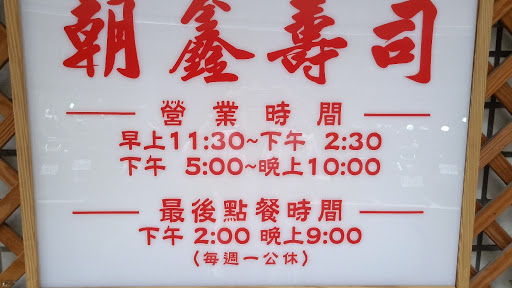 朝鑫壽司
營業時間
早上11:30~下午 2:30
下午 5:00~晚上10:00
最後點餐時間
下午 2:00 晚上9:00
(每週一公休)